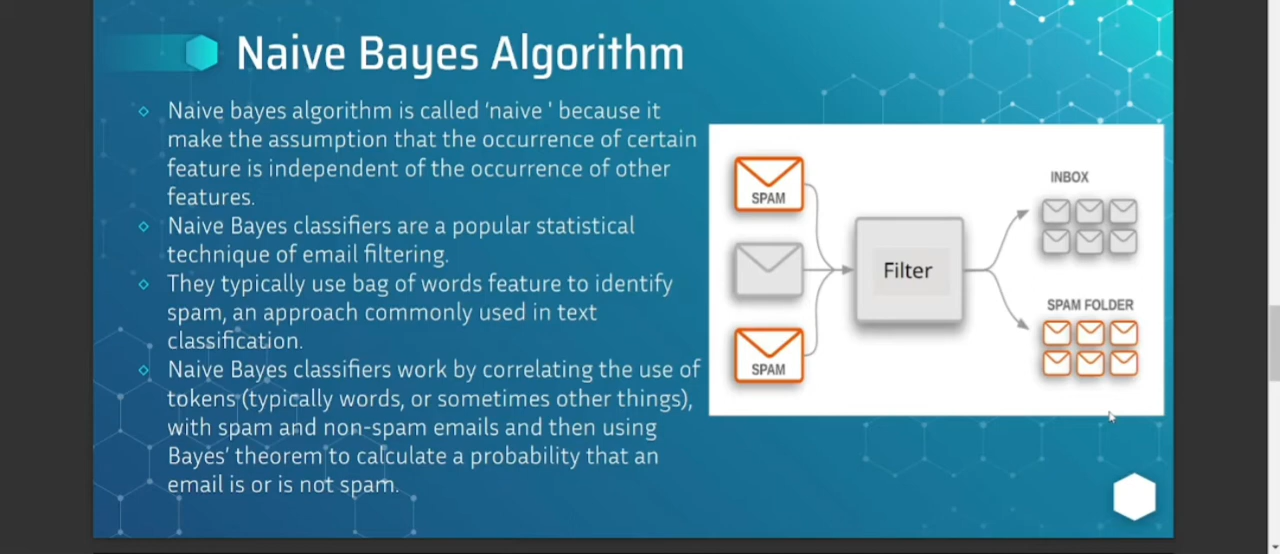 Naive Bayes Algorithm
Naive bayes algorithm is called ‘naive ' because it
make the assumption that the occurrence of certain
feature is independent of the occurrence of other
features.
Naive Bayes classifiers are a popular statistical
technique of email filtering.
They typically use bag of words feature to identify
spam, an approach commonly used in text
classification.
Naive Bayes classifiers work by correlating the use of
tokens (typically words, or sometimes other things),
with spam and non-spam emails and then using
Bayes’ theorem to calculate a probability that an
email is or is not spam.
SPAM
SPAM
Filter
INBOX
SPAM FOLDER